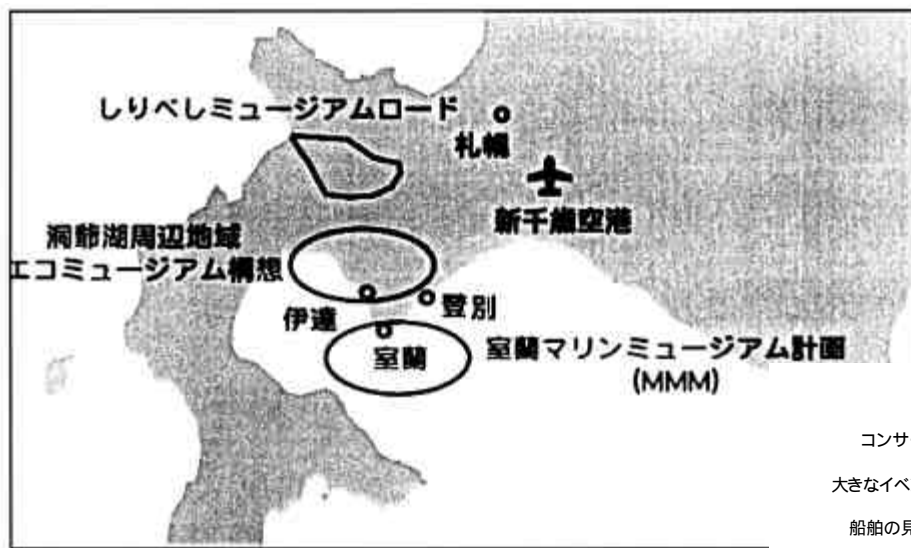 しりべしミュージアムロード
札幌
新千歳空港
洞爺湖周辺地域
エコミュージアム構想
伊達
登別
室蘭
室蘭マリンミュージアム計画
(MMM)
コンサ
大きなイベ
船舶の見